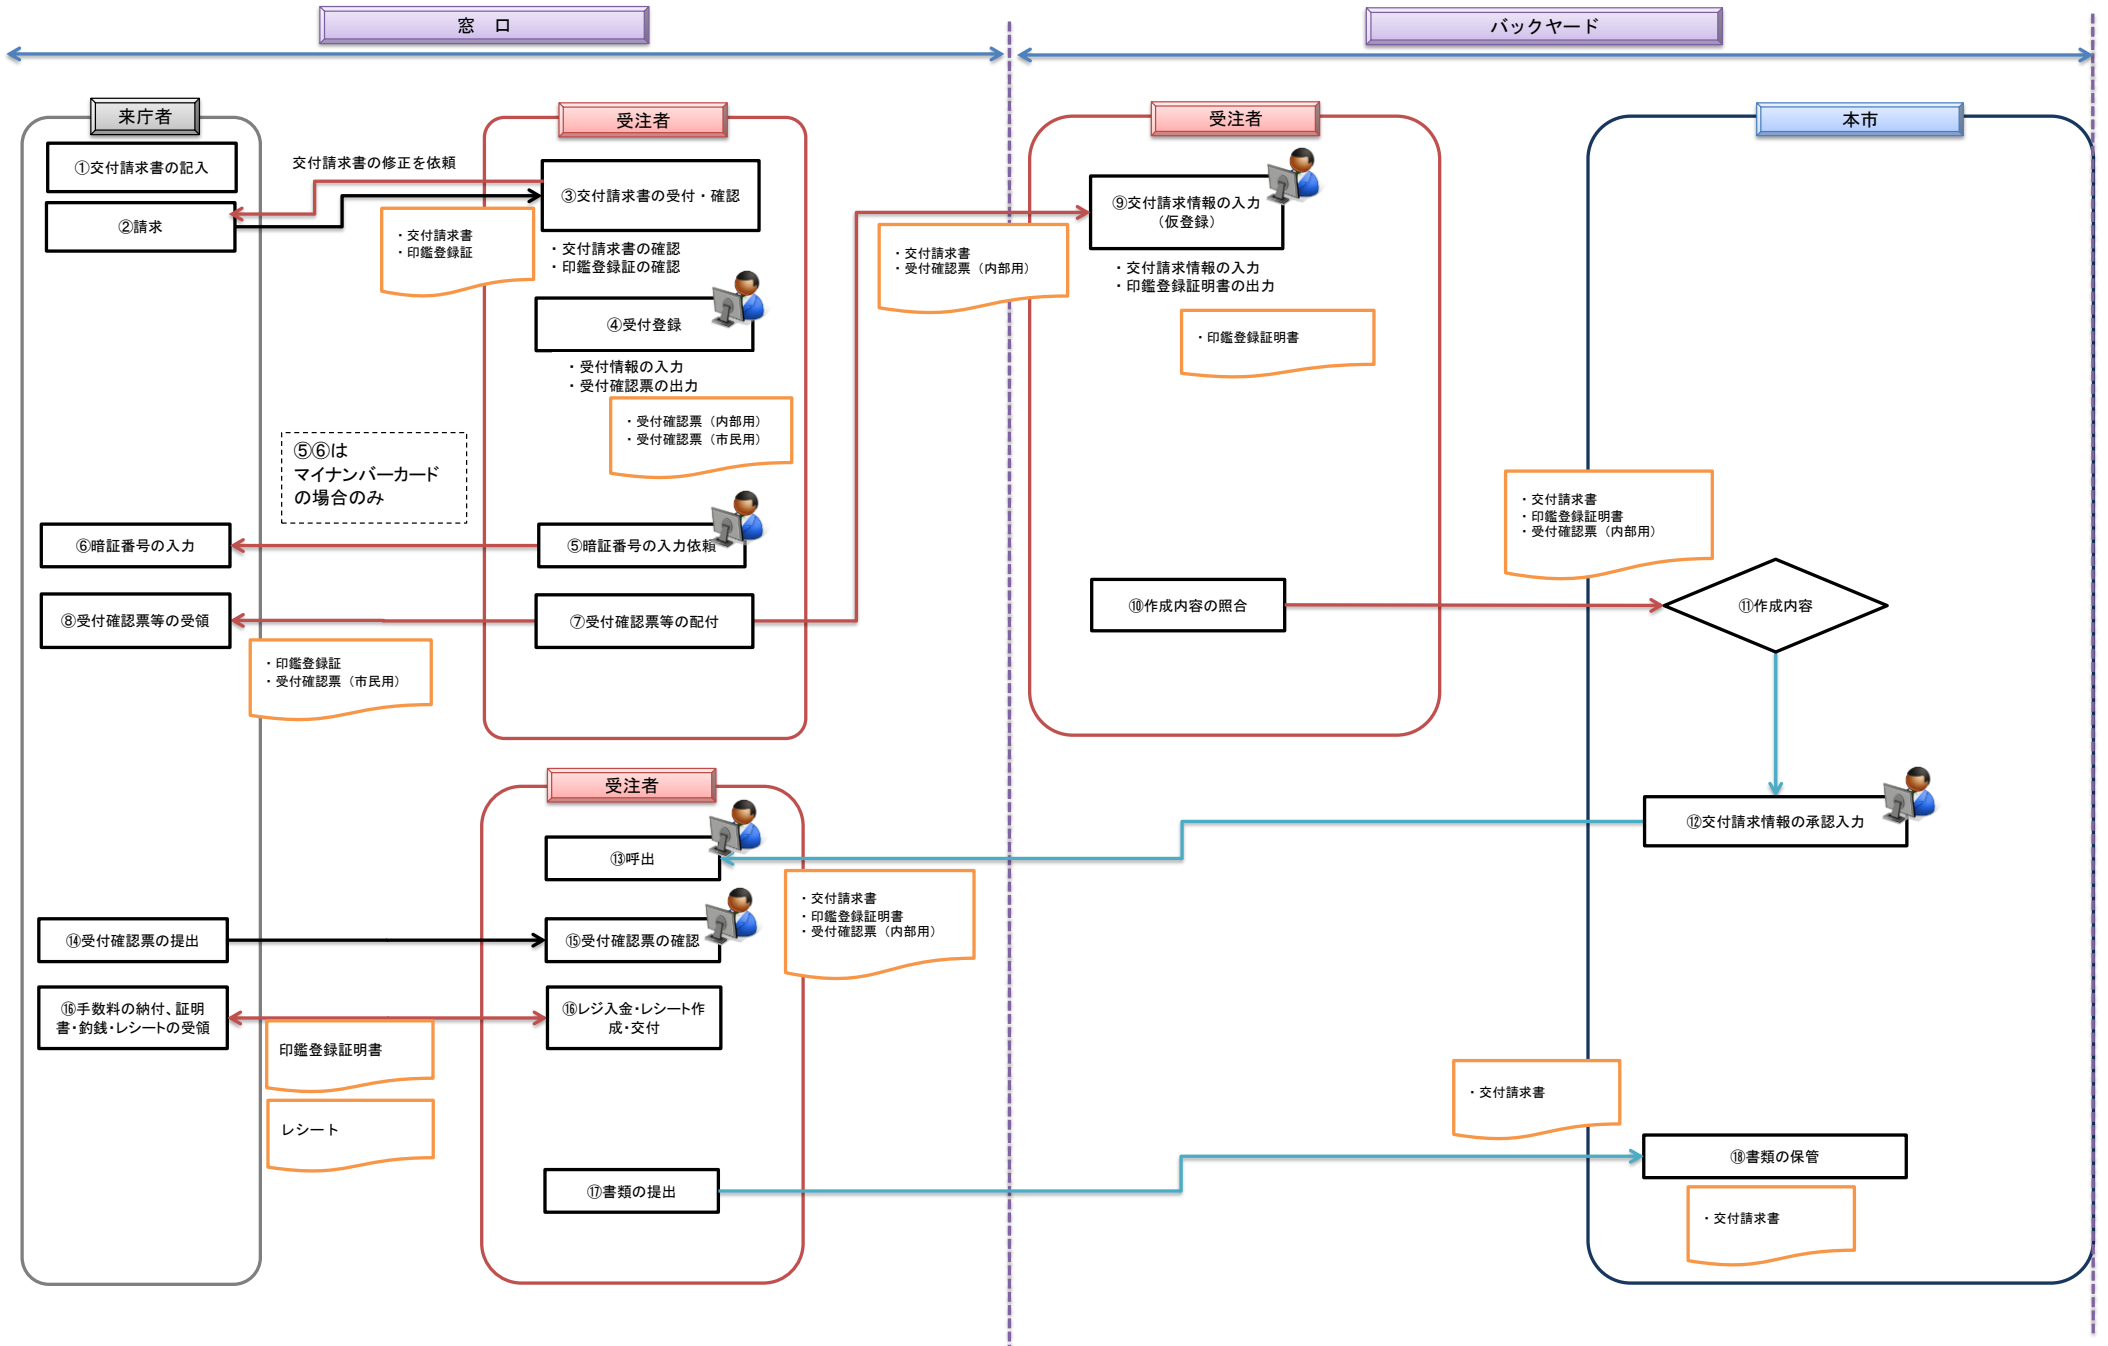 窓　口
バックヤード
来庁者
受注者
受注者
本市
①交付請求書の記入
②請求
交付請求書の修正を依頼
・交付請求書
・印鑑登録証
③交付請求書の受付・確認
・交付請求書の確認
・印鑑登録証の確認
④受付登録
・受付情報の入力
・受付確認票の出力
・受付確認票（内部用）
・受付確認票（市民用）
⑤⑥は
マイナンバーカード
の場合のみ
⑥暗証番号の入力
⑤暗証番号の入力依頼
⑧受付確認票等の受領
⑦受付確認票等の配付
・印鑑登録証
・受付確認票（市民用）
・交付請求書
・受付確認票（内部用）
⑨交付請求情報の入力
（仮登録）
・交付請求情報の入力
・印鑑登録証明書の出力
・印鑑登録証明書
⑩作成内容の照合
・交付請求書
・印鑑登録証明書
・受付確認票（内部用）
⑪作成内容
⑫交付請求情報の承認入力
受注者
⑬呼出
・交付請求書
・印鑑登録証明書
・受付確認票（内部用）
⑭受付確認票の提出
⑮受付確認票の確認
⑯手数料の納付、証明
書・釣銭・レシートの受領
⑯レジ入金・レシート作
成・交付
印鑑登録証明書
レシート
⑰書類の提出
・交付請求書
⑱書類の保管
・交付請求書